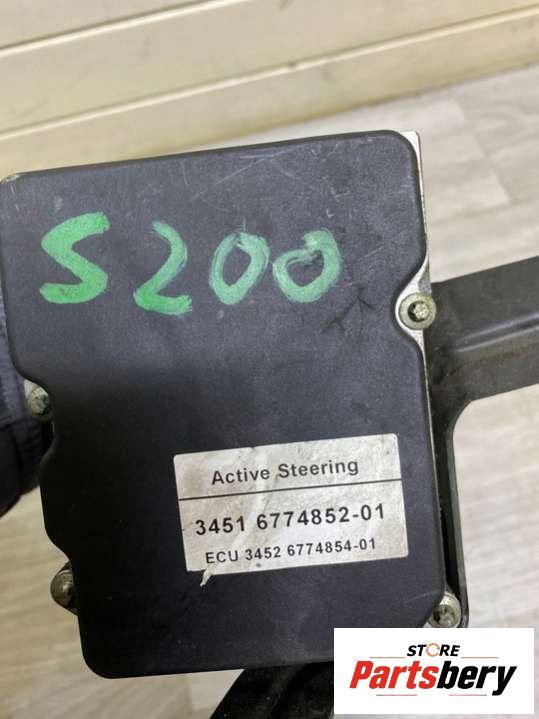 S200
Active Steering
3451 6774852-01
ECU 3452 6774854-01
STORE
Partsbery